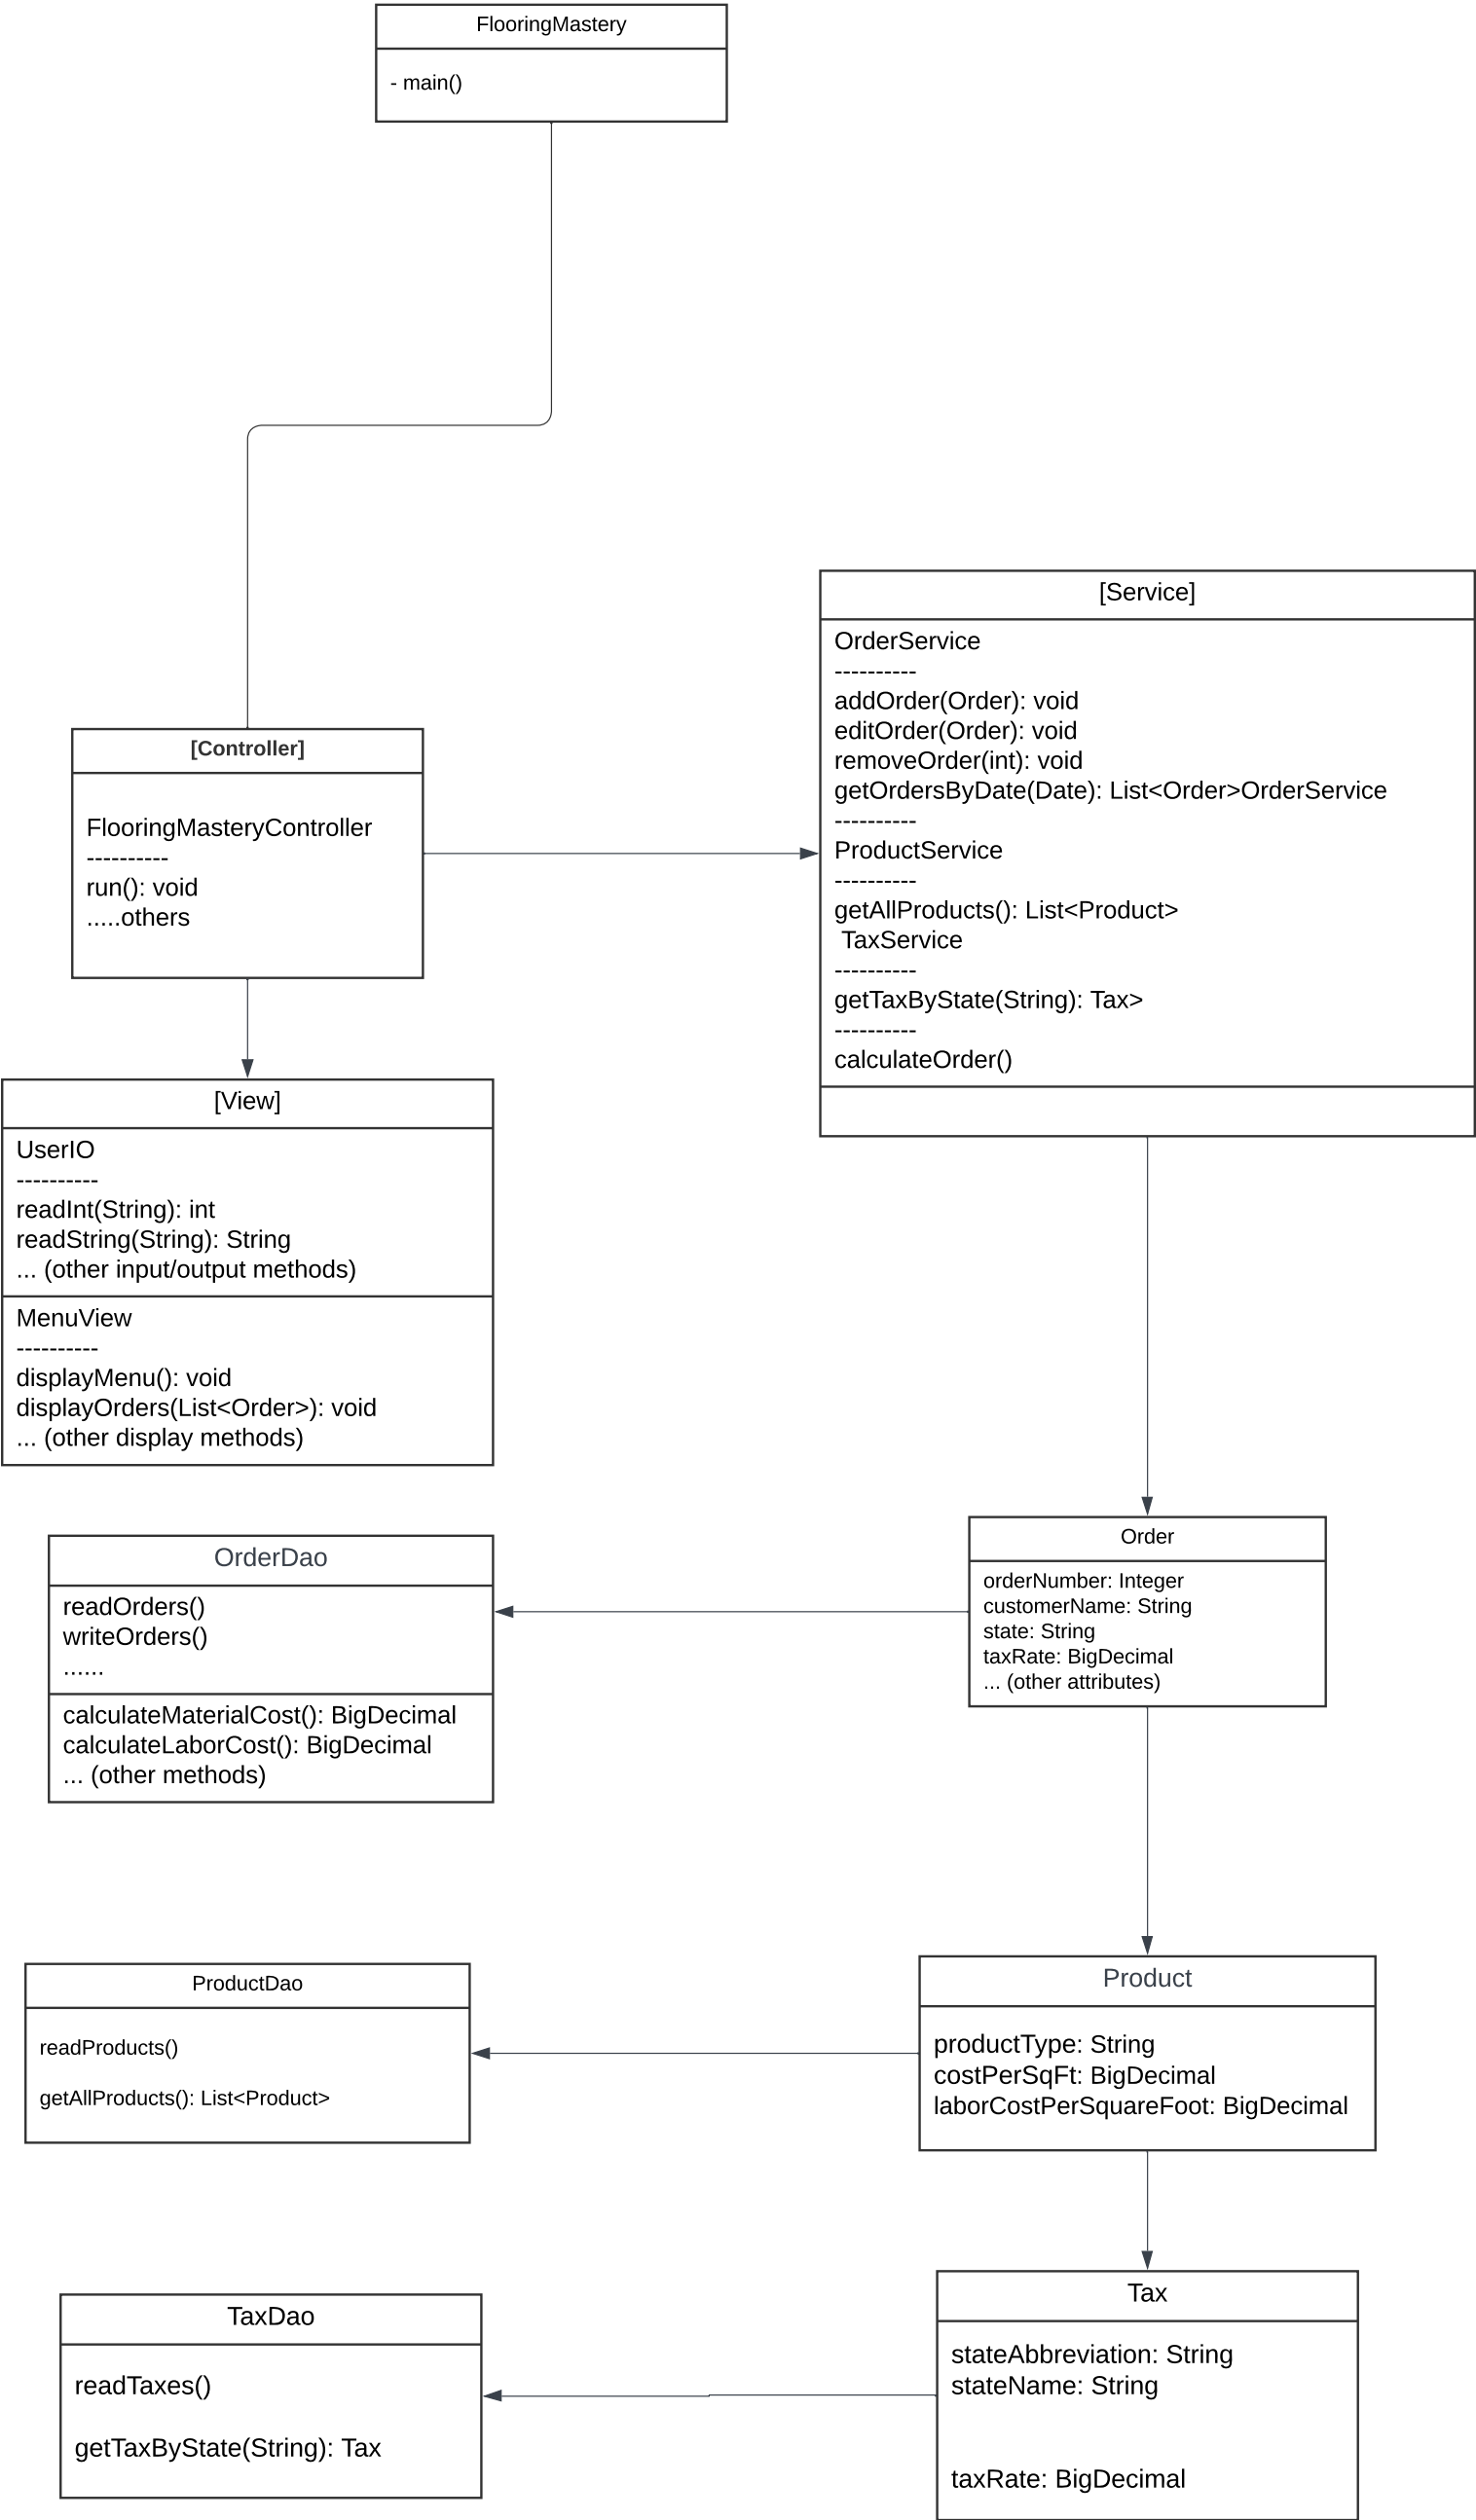 FlooringMastery
- main()
[Service]
OrderService
----------
addOrder(Order): void
editOrder(Order): void
removeOrder(int): void
getOrdersByDate(Date): List<Order>OrderService
----------
ProductService
----------
getAllProducts(): List<Product>
TaxService
----------
getTaxByState(String): Tax>
----------
calculateOrder()
[Controller]
FlooringMasteryController
----------
run(): void
.....others
[View]
UserIO
----------
readInt(String): int
readString(String): String
... (other input/output methods)
MenuView
----------
displayMenu(): void
displayOrders(List<Order>): void
... (other display methods)
OrderDao
readOrders()
writeOrders()
......
calculateMaterialCost(): BigDecimal
calculateLaborCost(): BigDecimal
... (other methods)
Order
orderNumber: Integer
customerName: String
state: String
taxRate: BigDecimal
... (other attributes)
ProductDao
readProducts()
getAllProducts(): List<Product>
Product
productType: String
costPerSqFt: BigDecimal
laborCostPerSquareFoot: BigDecimal
TaxDao
readTaxes()
getTaxByState(String): Tax
Tax
stateAbbreviation: String
stateName: String
taxRate: BigDecimal